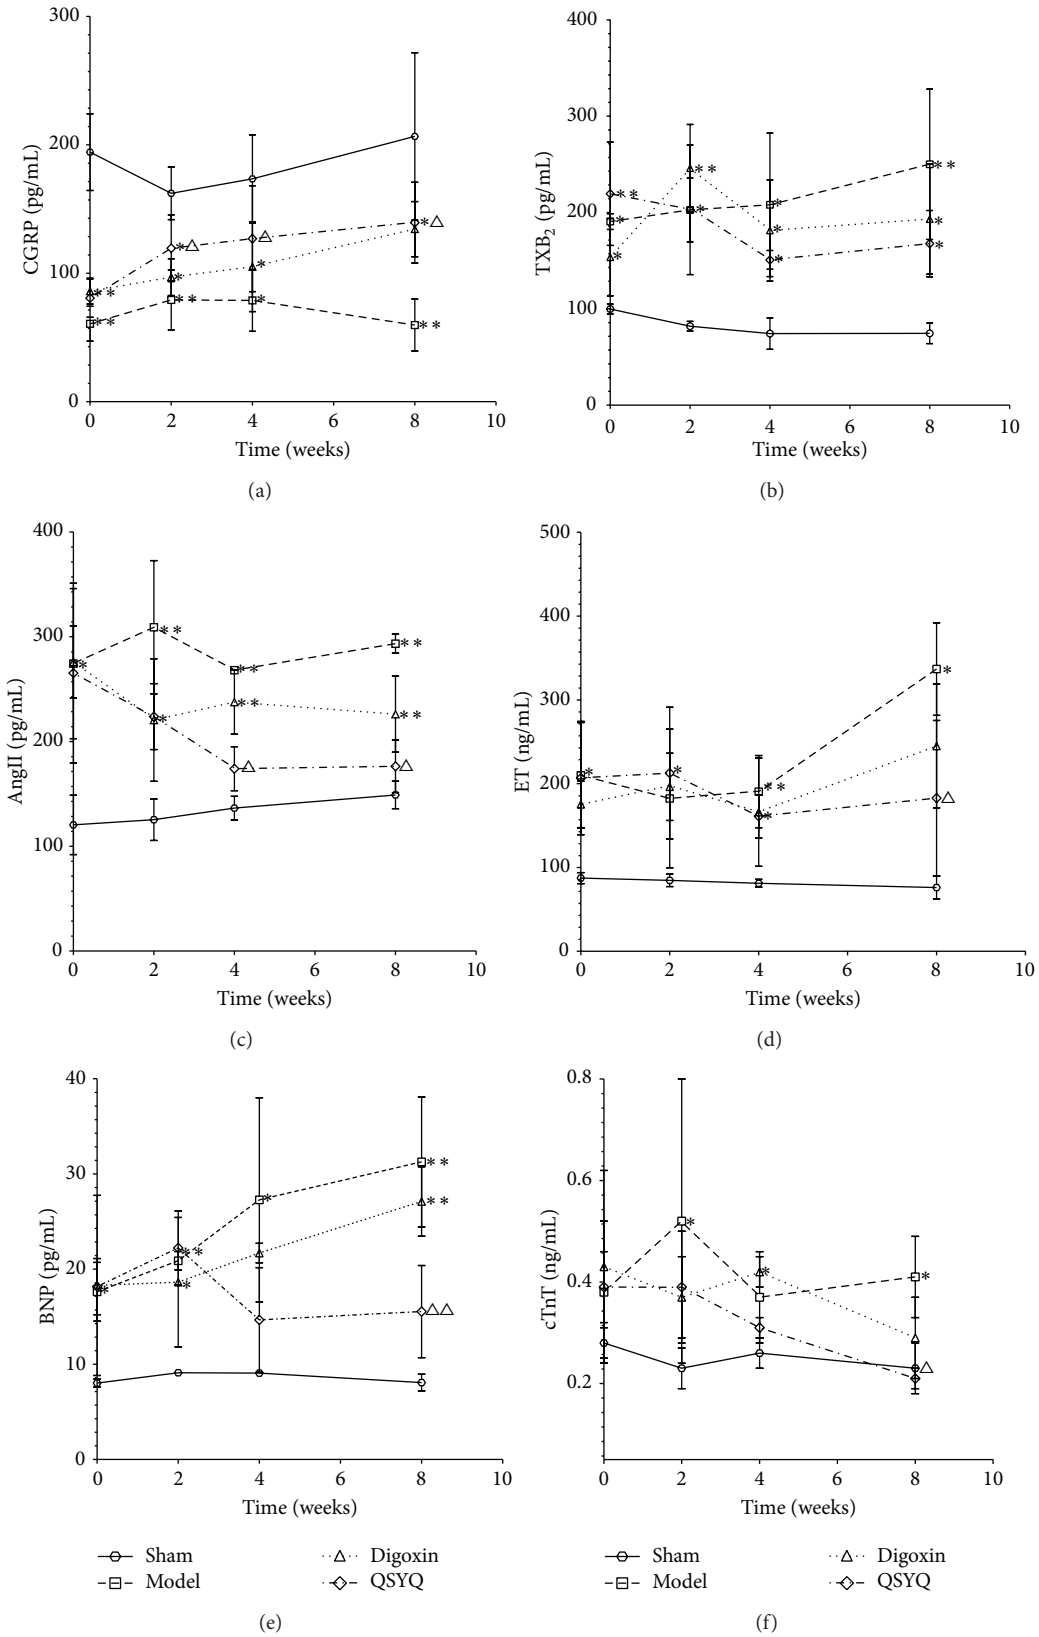 300
200
100
0
CGRP (pg/mL)
0 2 4 6 8 10
Time (weeks)
(a)
400
300
200
100
0
TXB2 (pg/mL)
0 2 4 6 8 10
Time (weeks)
(b)
400
300
200
100
0
AngII (pg/mL)
0 2 4 6 8 10
Time (weeks)
(c)
500
400
300
200
100
0
ET (ng/mL)
0 2 4 6 8 10
Time (weeks)
(d)
40
30
20
10
0
BNP (pg/mL)
0 2 4 6 8 10
Time (weeks)
Sham Digoxin
Model QSYQ
(e)
0.8
0.6
0.4
0.2
cTnT (ng/mL)
0 2 4 6 8 10
Time (weeks)
Sham Digoxin
Model QSYQ
(f)